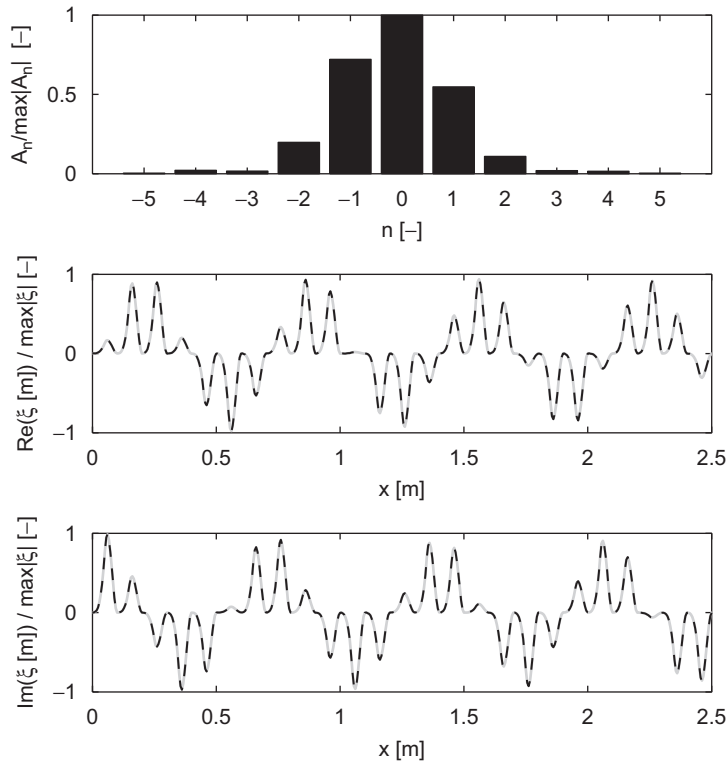 A_n/max|A_n| [–]
1
0.5
0
–5 –4 –3 –2 –1 0 1 2 3 4 5
n [–]
Re(ξ [m]) / max|ξ| [–]
1
0
–1
0 0.5 1 1.5 2 2.5
x [m]
Im(ξ [m]) / max|ξ| [–]
1
0
–1
0 0.5 1 1.5 2 2.5
x [m]